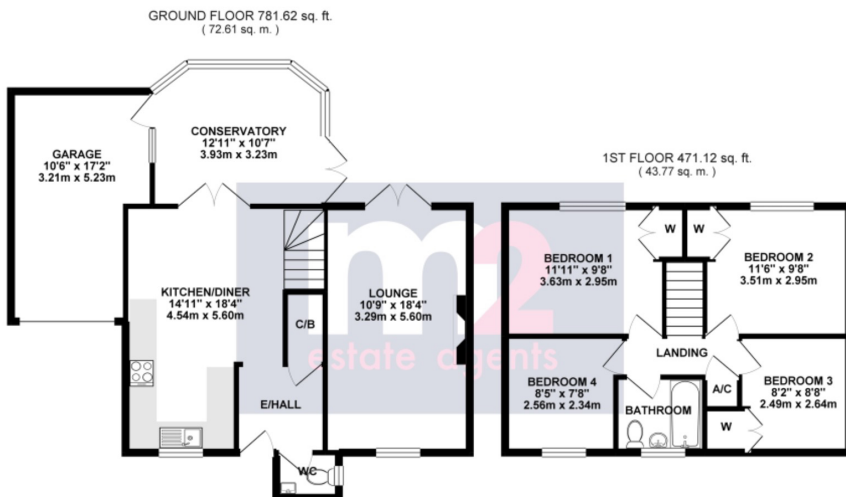 GROUND FLOOR 781.62 sq. ft.
( 72.61 sq. m. )
CONSERVATORY
12'11" x 10'7"
3.93m x 3.23m
GARAGE
10'6" x 17'2"
3.21m x 5.23m
KITCHEN/DINER
14'11" x 18'4"
4.54m x 5.60m
LOUNGE
10'9" x 18'4"
3.29m x 5.60m
C/B
E/HALL
WC
m2
estate agents
1ST FLOOR 471.12 sq. ft.
( 43.77 sq. m. )
W
W
BEDROOM 1
11'11" x 9'8"
3.63m x 2.95m
BEDROOM 2
11'6" x 9'8"
3.51m x 2.95m
LANDING
BEDROOM 4
8'5" x 7'8"
2.56m x 2.34m
A/C
BEDROOM 3
8'2" x 8'8"
2.49m x 2.64m
BATHROOM
W